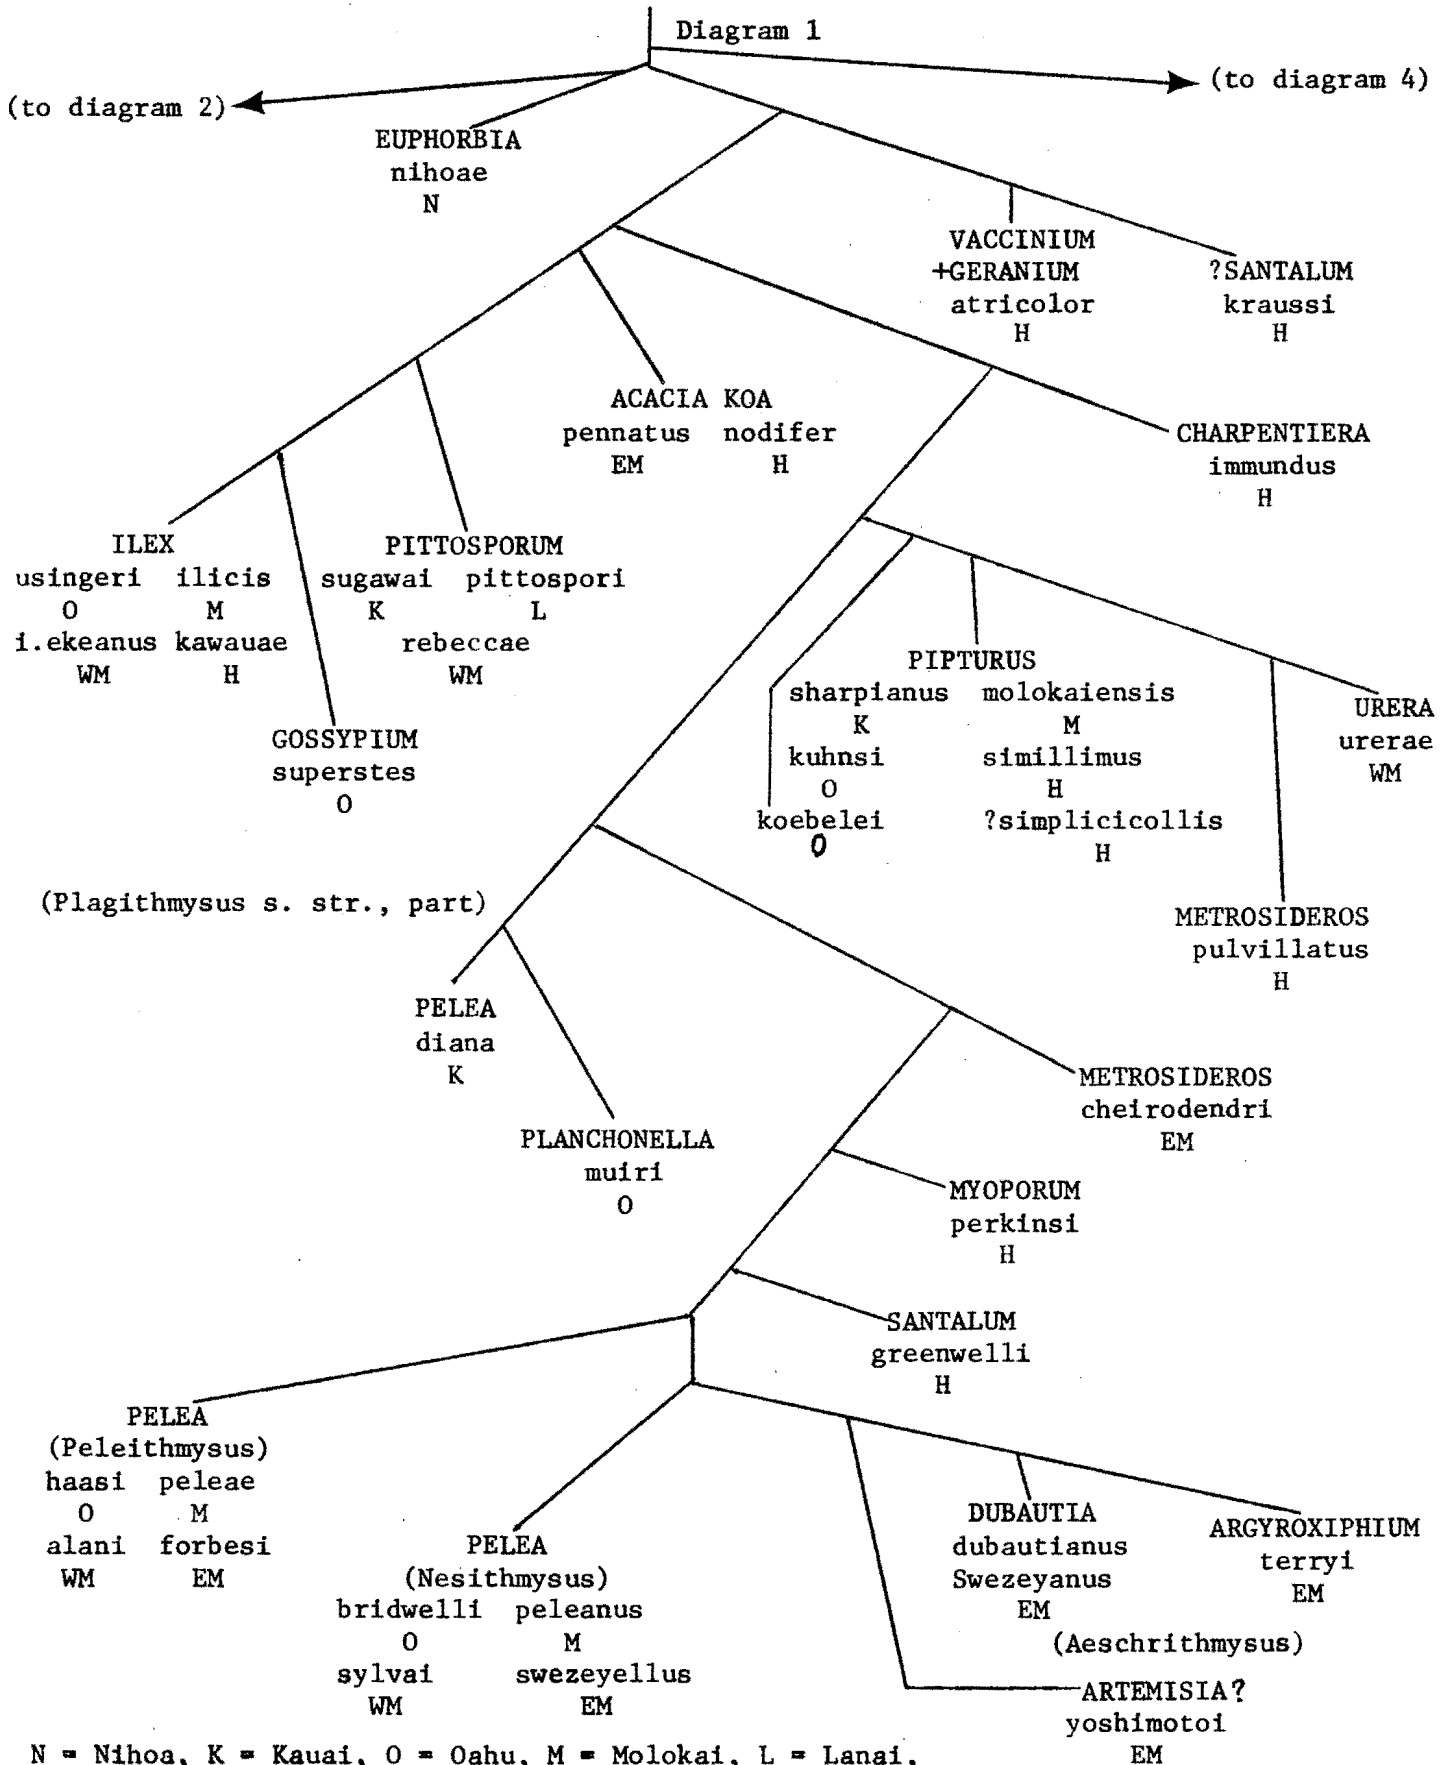 Diagram 1
(to diagram 4)
(to diagram 2)
EUPHORBIA
nihoae
N
VACCINIUM
+GERANIUM
atricolor
H
?SANTALUM
kraussi
H
ACACIA KOA
pennatus nodifer
EM H
CHARPENTIERA
immundus
H
ILEX
usingeri ilicis
O M
i.ekeanus kawauae
WM H
PITTOSPORUM
sugawai pittospori
K L
rebeccae
WM
GOSSYPIUM
superstes
O
PIPTURUS
sharpianus molokaiensis
K M
kuhnsi simillimus
O H
koebelei ?simplicicollis
O H
URERA
urerae
WM
METROSIDEROS
pulvillatus
H
(Plagithmysus s. str., part)
PELEA
diana
K
PLANCHONELLA
muiri
O
METROSIDEROS
cheirodendri
EM
MYOPORUM
perkinsi
H
SANTALUM
greenwelli
H
PELEA
(Peleithmysus)
haasi peleae
O M
alani forbesi
WM EM
PELEA
(Nesithmysus)
bridwelli peleanus
O M
sylvai swezeyellus
WM EM
DUBAUTIA
dubautianus
Swezeyanus
EM
ARGYROXIPHIUM
terryi
EM
(Aeschrithmysus)
ARTEMISIA?
yoshimotoi
EM
N = Nihoa, K = Kauai, O = Oahu, M = Molokai, L = Lanai,